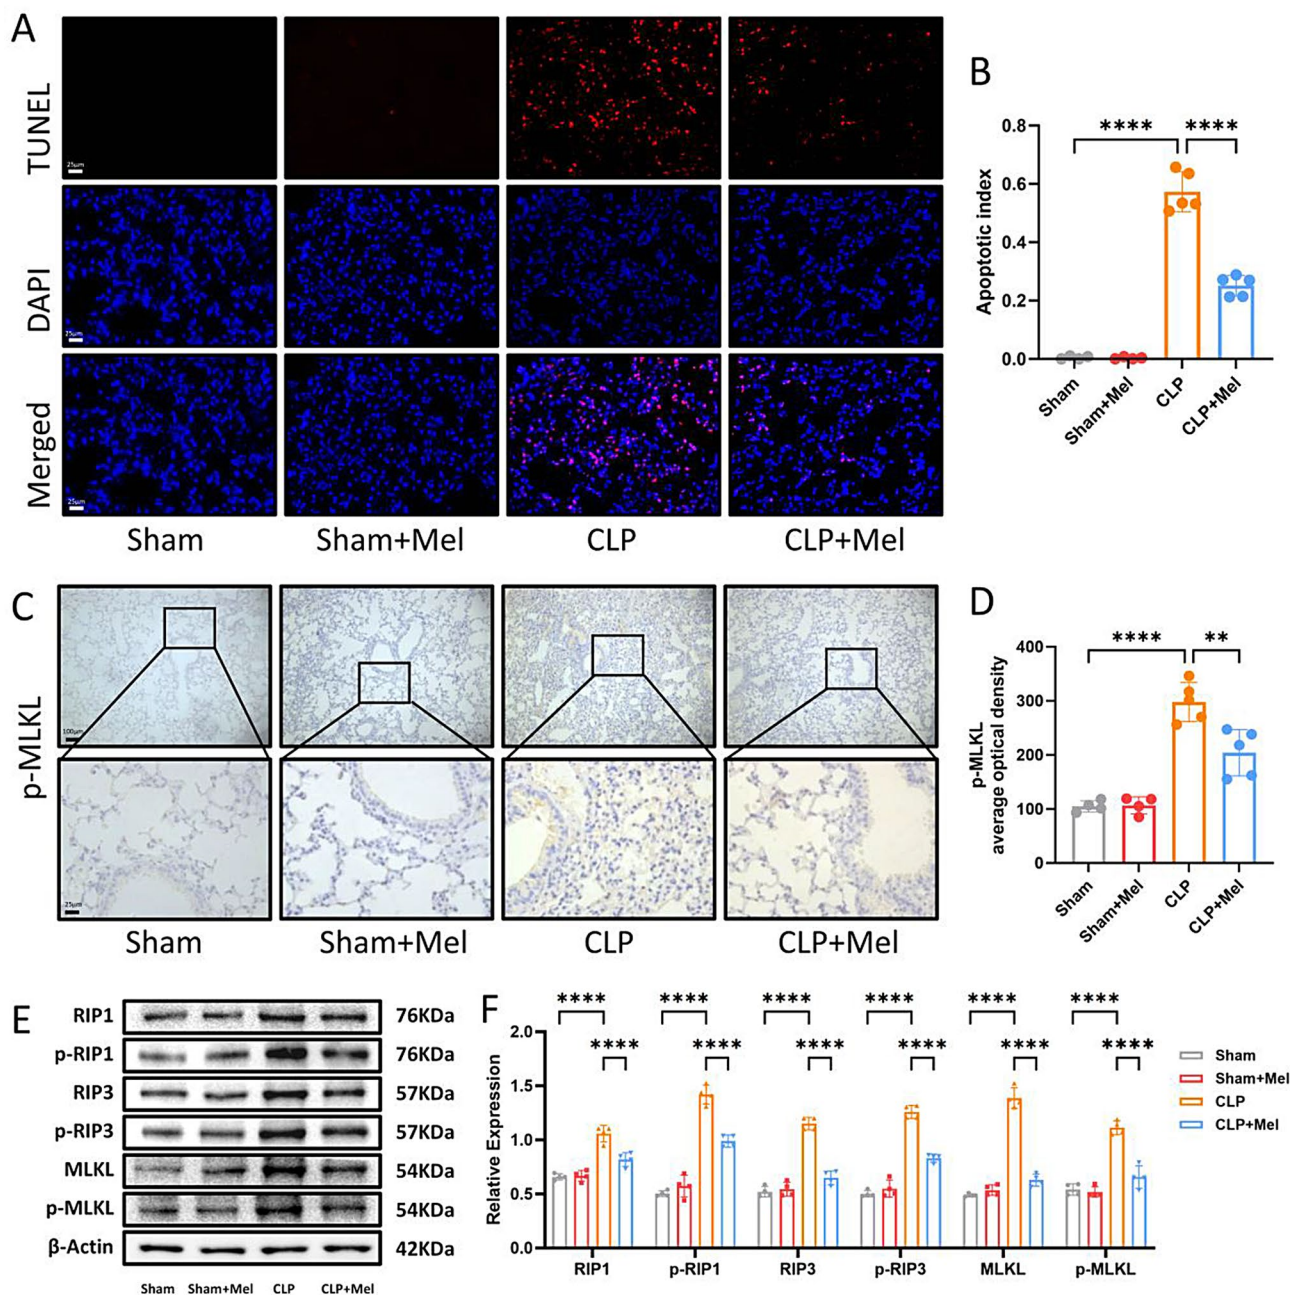 A
TUNEL
25μm
DAPI
25μm
Merged
25μm
Sham
Sham+Mel
CLP
CLP+Mel
B
**** ****
Apoptotic index
0.8
0.6
0.4
0.2
0.0
Sham
Sham+Mel
CLP
CLP+Mel
C
p-MLKL
100μm
25μm
Sham
Sham+Mel
CLP
CLP+Mel
D
**** **
p-MLKL
average optical density
400
300
200
100
0
Sham
Sham+Mel
CLP
CLP+Mel
E
RIP1 76KDa
p-RIP1 76KDa
RIP3 57KDa
p-RIP3 57KDa
MLKL 54KDa
p-MLKL 54KDa
β-Actin 42KDa
Sham Sham+Mel CLP CLP+Mel
F
**** **** **** **** **** ****
**** **** **** **** **** ****
Relative Expression
2.0
1.5
1.0
0.5
0.0
RIP1 p-RIP1 RIP3 p-RIP3 MLKL p-MLKL
Sham
Sham+Mel
CLP
CLP+Mel